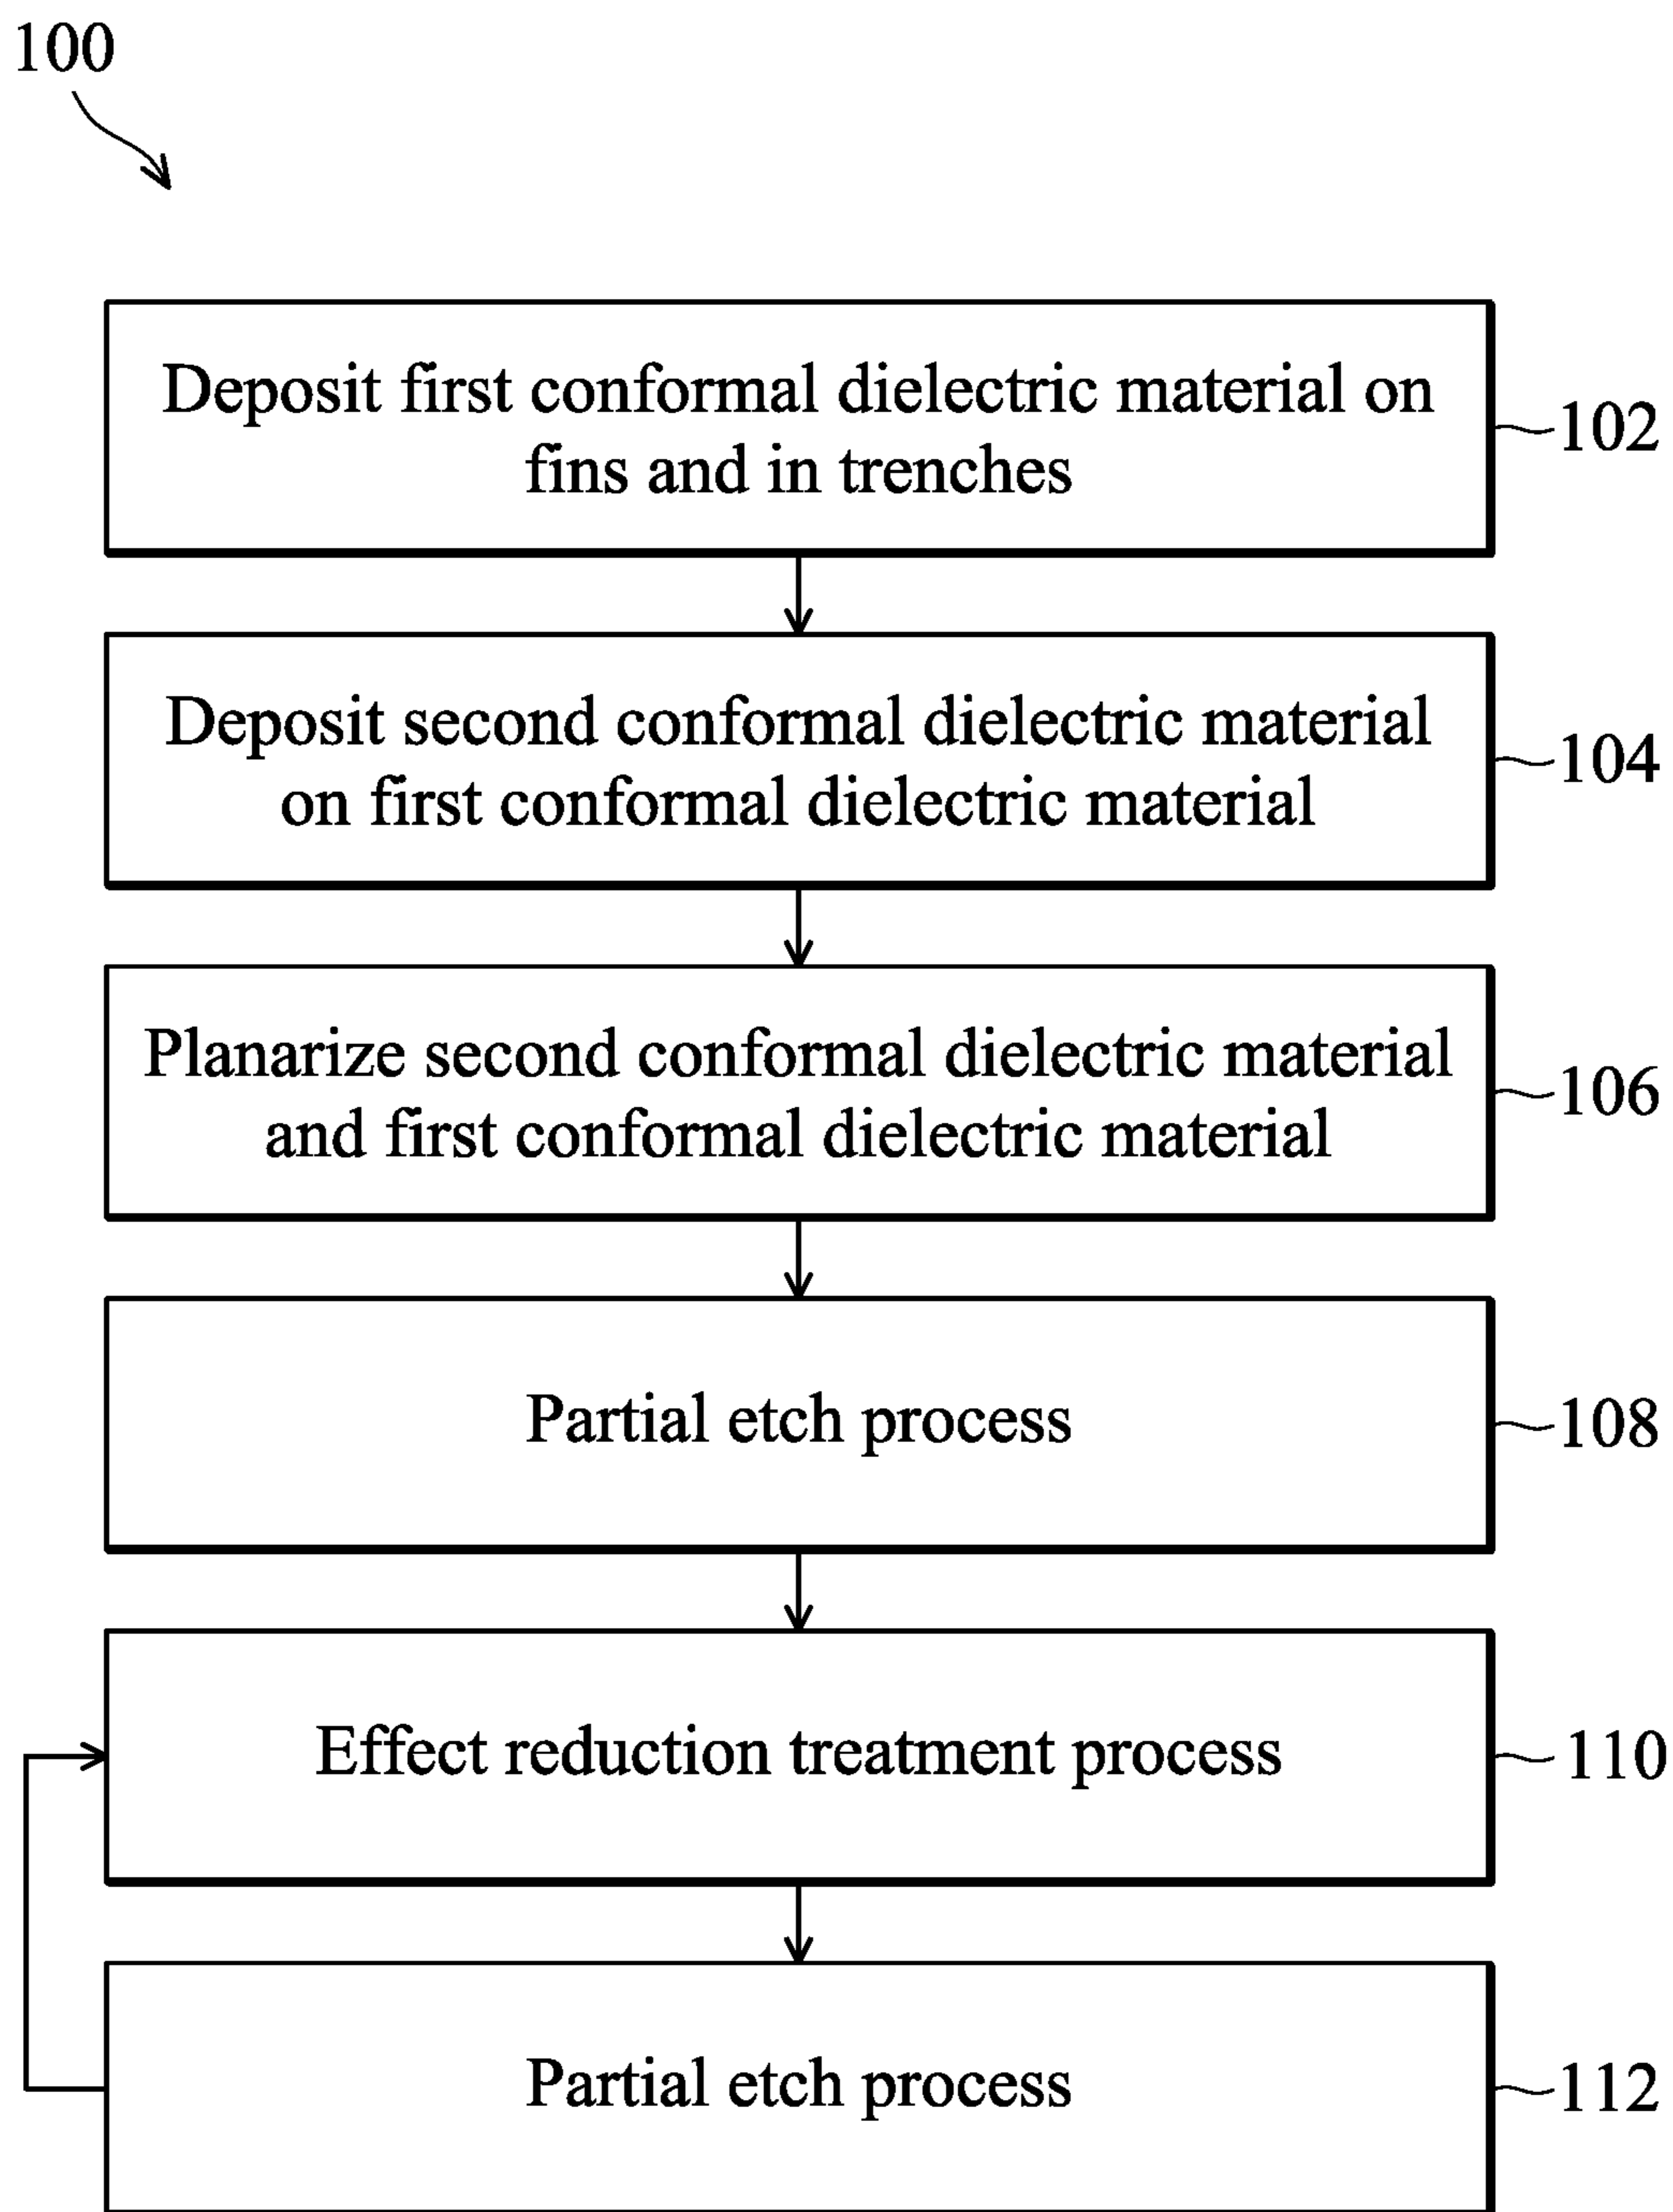 100
Deposit first conformal dielectric material on
fins and in trenches
102
Deposit second conformal dielectric material
on first conformal dielectric material
104
Planarize second conformal dielectric material
and first conformal dielectric material
106
Partial etch process
108
Effect reduction treatment process
110
Partial etch process
112